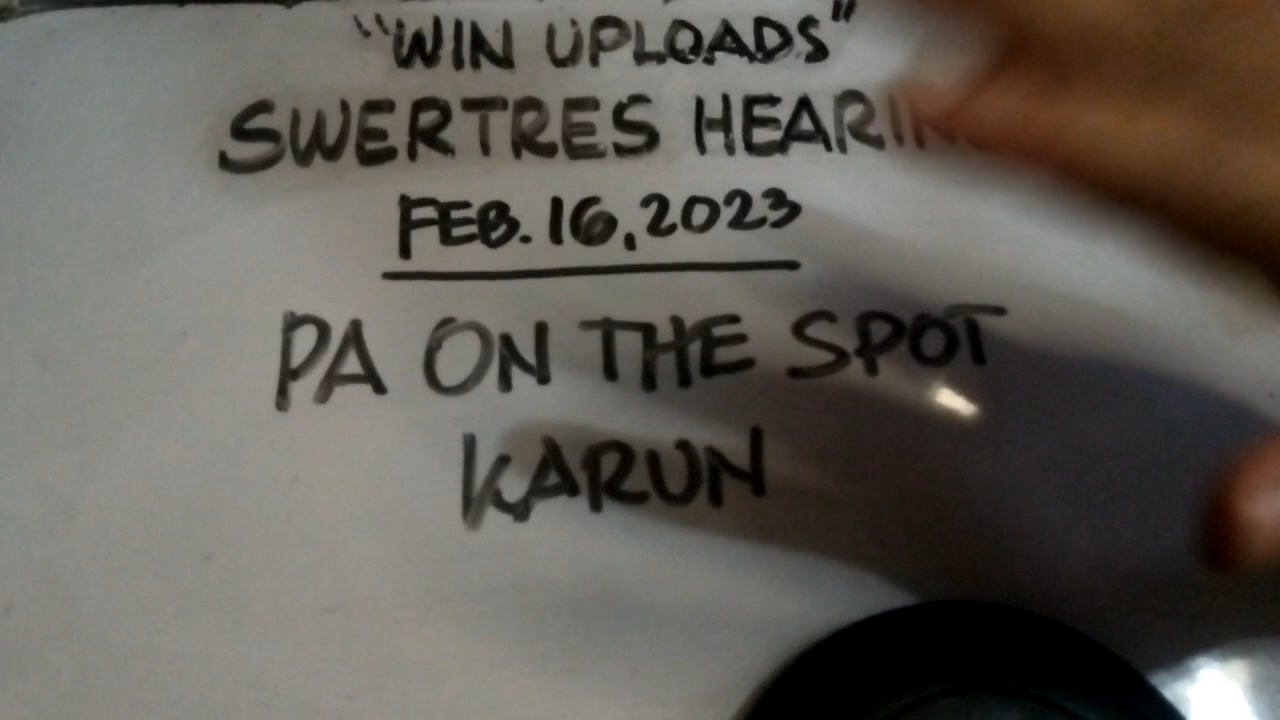 "WIN UPLOADS"
SWERTRES
FEB. 16, 2023
PA ON THE SPOT
KARUN